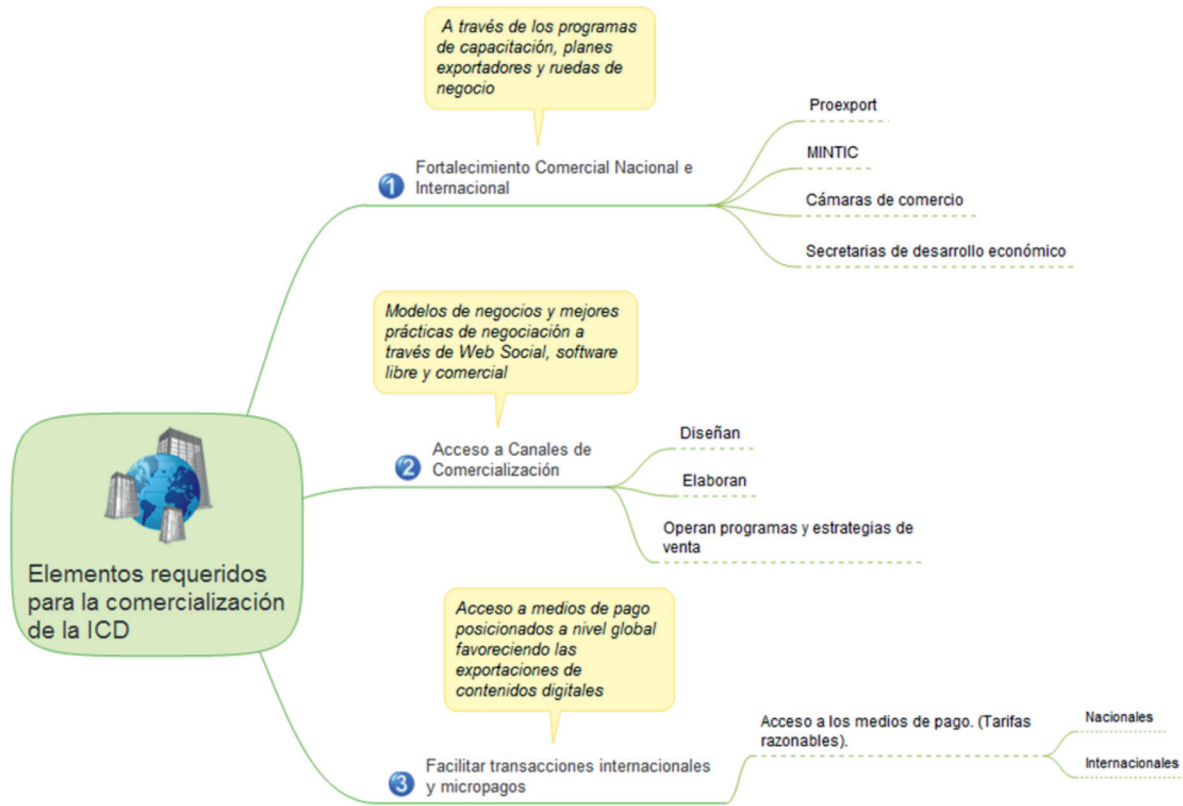 A través de los programas
de capacitación, planes
exportadores y ruedas de
negocio
1
Fortalecimiento Comercial Nacional e
Internacional
Proexport
MINTIC
Cámaras de comercio
Secretarias de desarrollo económico
Modelos de negocios y mejores
prácticas de negociación a
través de Web Social, software
libre y comercial
2
Acceso a Canales de
Comercialización
Diseñan
Elaboran
Operan programas y estrategias de
venta
Elementos requeridos
para la comercialización
de la ICD
Acceso a medios de pago
posicionados a nivel global
favoreciendo las
exportaciones de
contenidos digitales
3
Facilitar transacciones internacionales
y micropagos
Acceso a los medios de pago. (Tarifas
razonables).
Nacionales
Internacionales